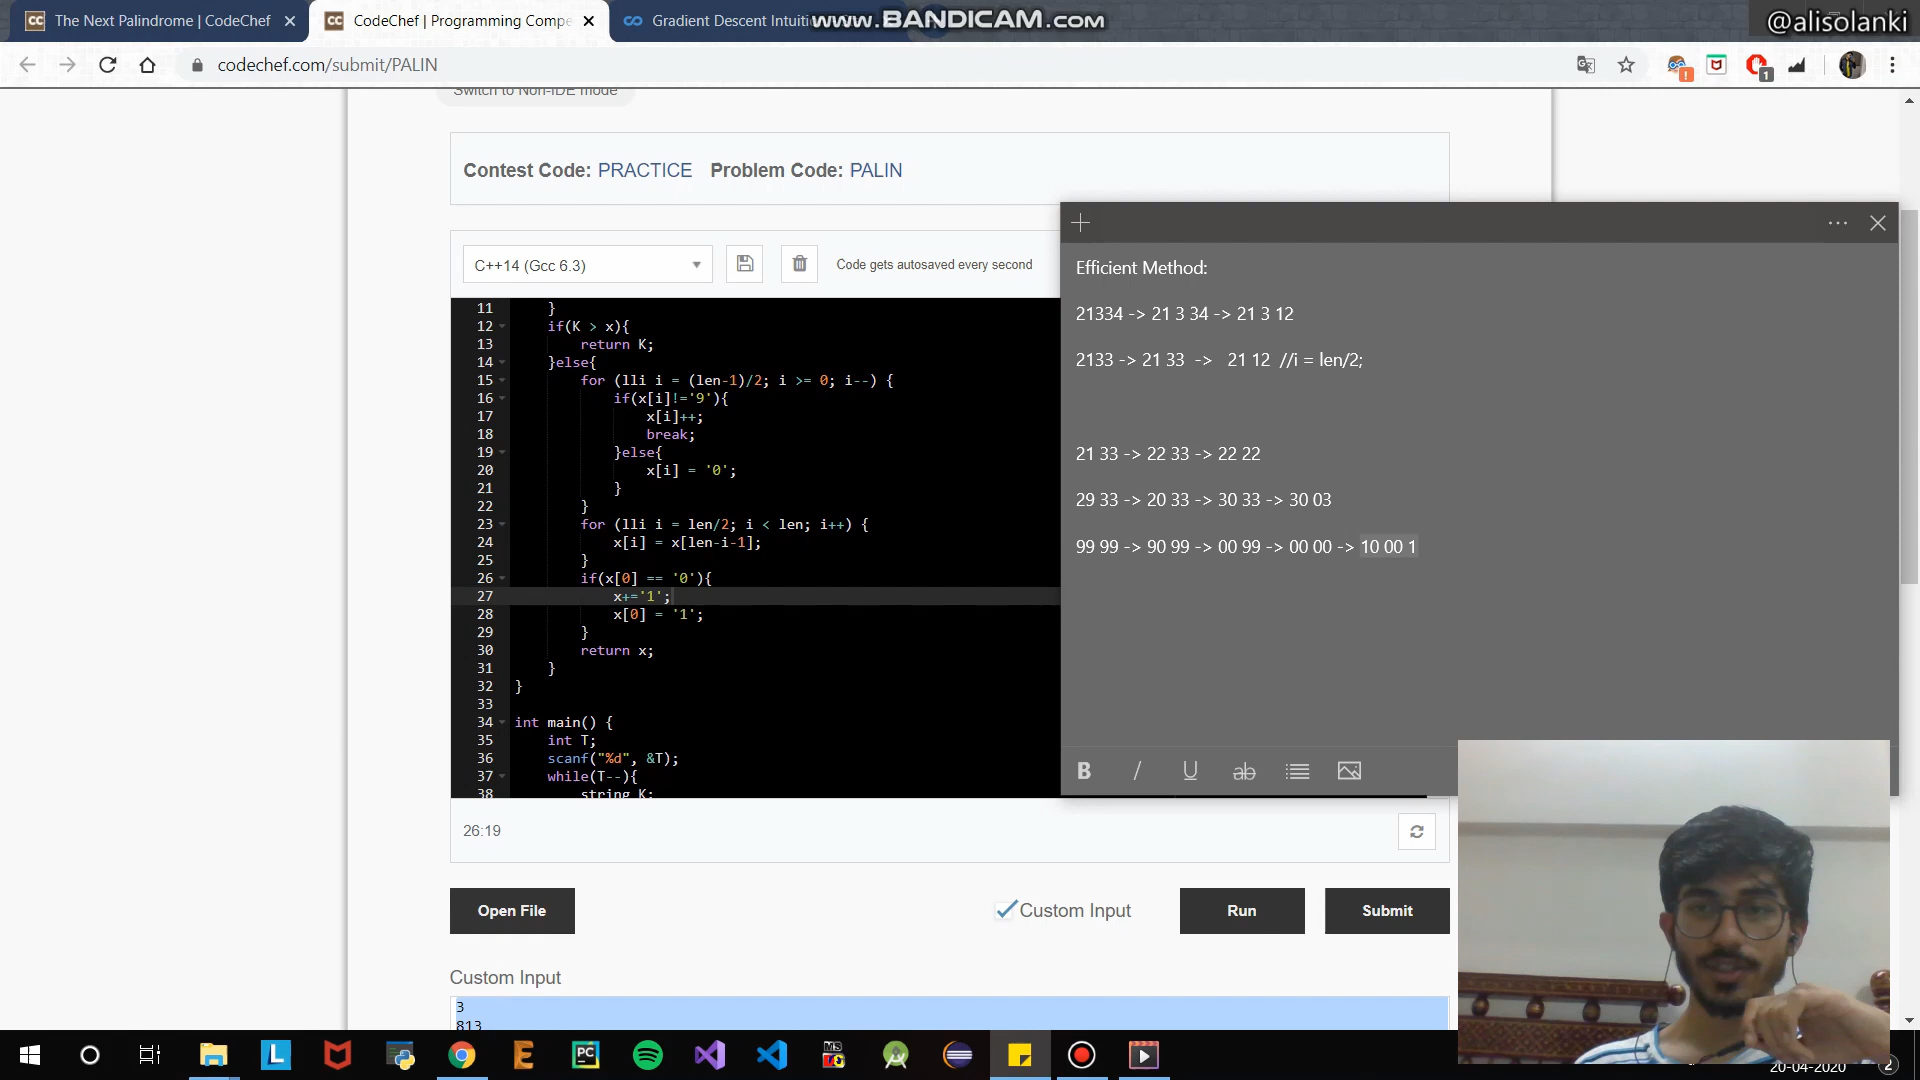 The Next Palindrome | CodeChef
CodeChef | Programming Compe
Gradient Descent Intuiti
www.BANDICAM.com
@alisolanki
codechef.com/submit/PALIN
1
Switch to Non-IDE mode
Contest Code: PRACTICE Problem Code: PALIN
C++14 (Gcc 6.3)
Code gets autosaved every second
11 }
12 if(K > x){
13 return K;
14 }else{
15 for (lli i = (len-1)/2; i >= 0; i--) {
16 if(x[i]!='9'){
17 x[i]++;
18 break;
19 }else{
20 x[i] = '0';
21 }
22 }
23 for (lli i = len/2; i < len; i++) {
24 x[i] = x[len-i-1];
25 }
26 if(x[0] == '0'){
27 x+='1';
28 x[0] = '1';
29 }
30 return x;
31 }
32 }
33
34 int main() {
35 int T;
36 scanf("%d", &T);
37 while(T--){
38 string K;
26:19
Efficient Method:
21334 -> 21 3 34 -> 21 3 12
2133 -> 21 33 -> 21 12 //i = len/2;
21 33 -> 22 33 -> 22 22
29 33 -> 20 33 -> 30 33 -> 30 03
99 99 -> 90 99 -> 00 99 -> 00 00 -> 10 00 1
B / U ab
Open File
Custom Input
Run
Submit
Custom Input
3
813
20-04-2020
2